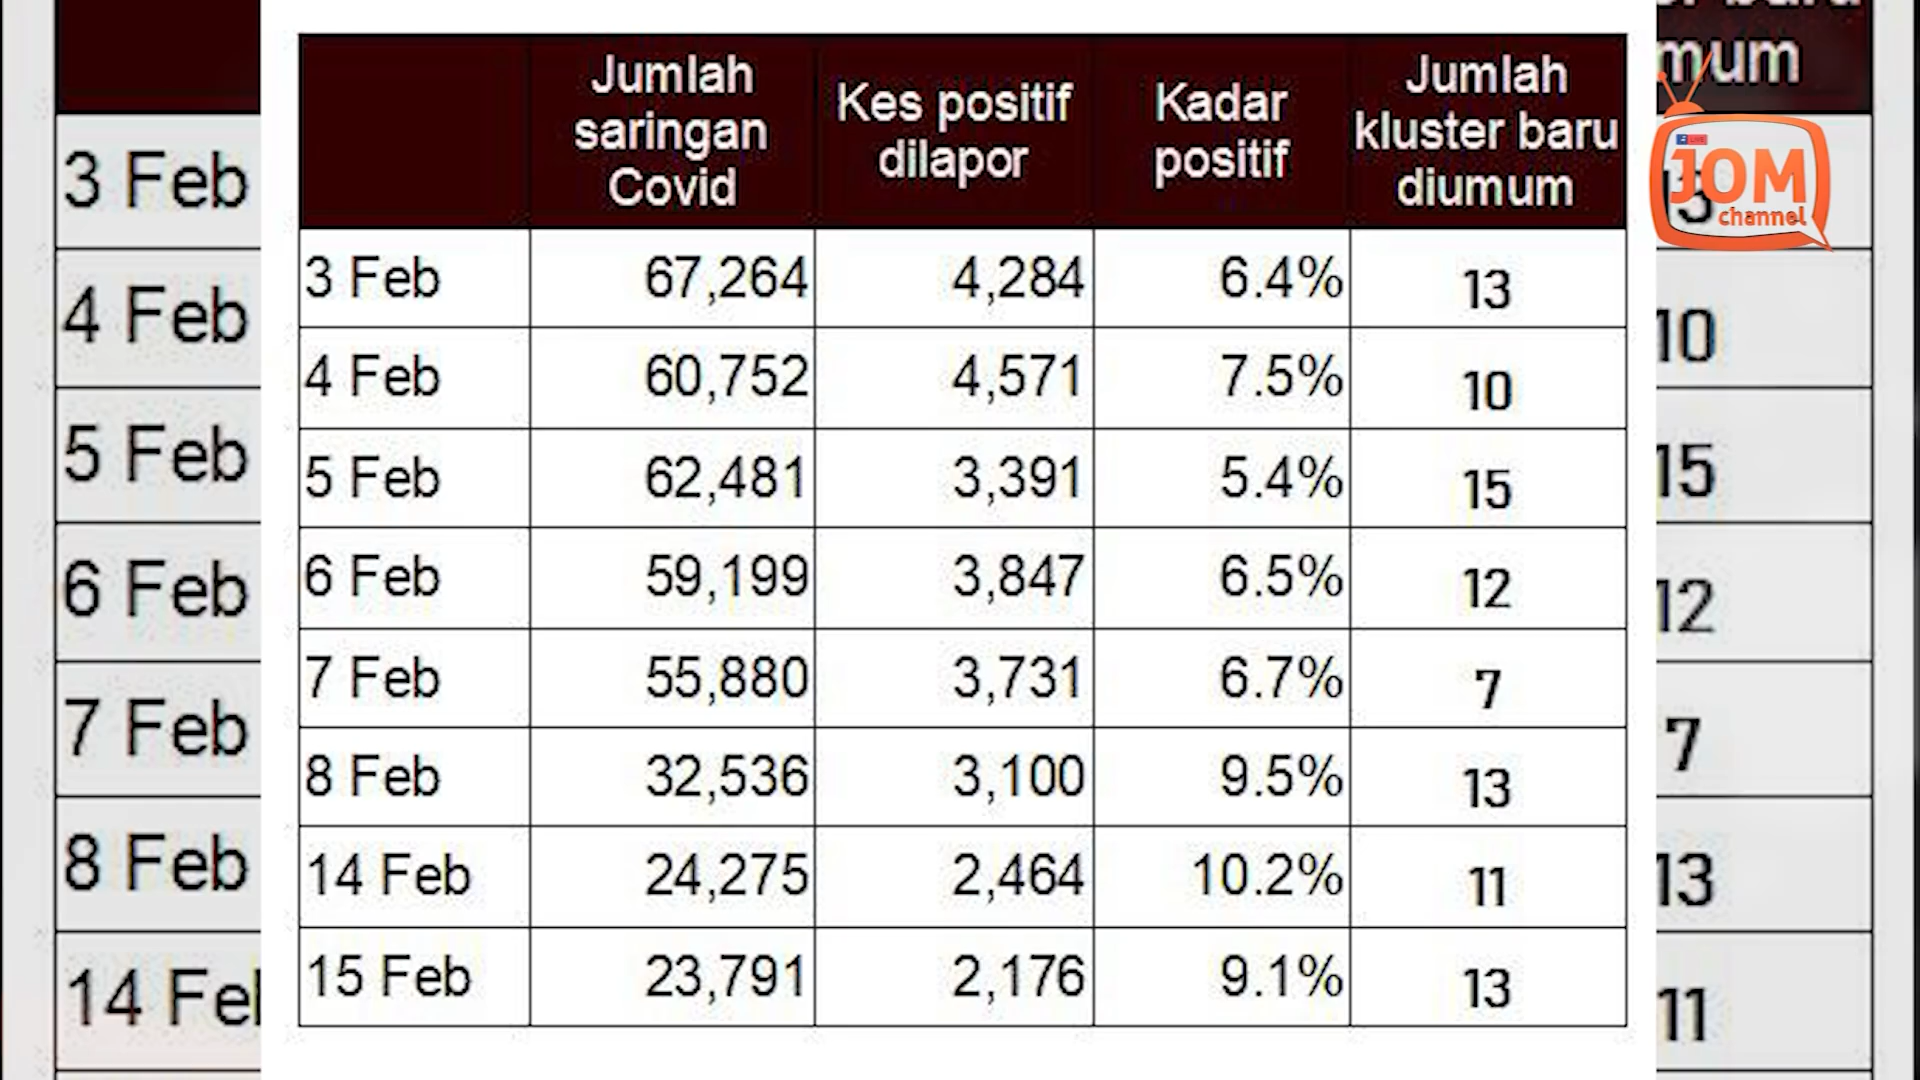 Jumlah saringan Covid
Kes positif dilapor
Kadar positif
Jumlah kluster baru diumum
3 Feb 67,264 4,284 6.4% 13
4 Feb 60,752 4,571 7.5% 10
5 Feb 62,481 3,391 5.4% 15
6 Feb 59,199 3,847 6.5% 12
7 Feb 55,880 3,731 6.7% 7
8 Feb 32,536 3,100 9.5% 13
14 Feb 24,275 2,464 10.2% 11
15 Feb 23,791 2,176 9.1% 13
3 Feb
4 Feb
5 Feb
6 Feb
7 Feb
8 Feb
14 Feb
mum
10
15
12
7
13
11
LIVE
JOM
channel